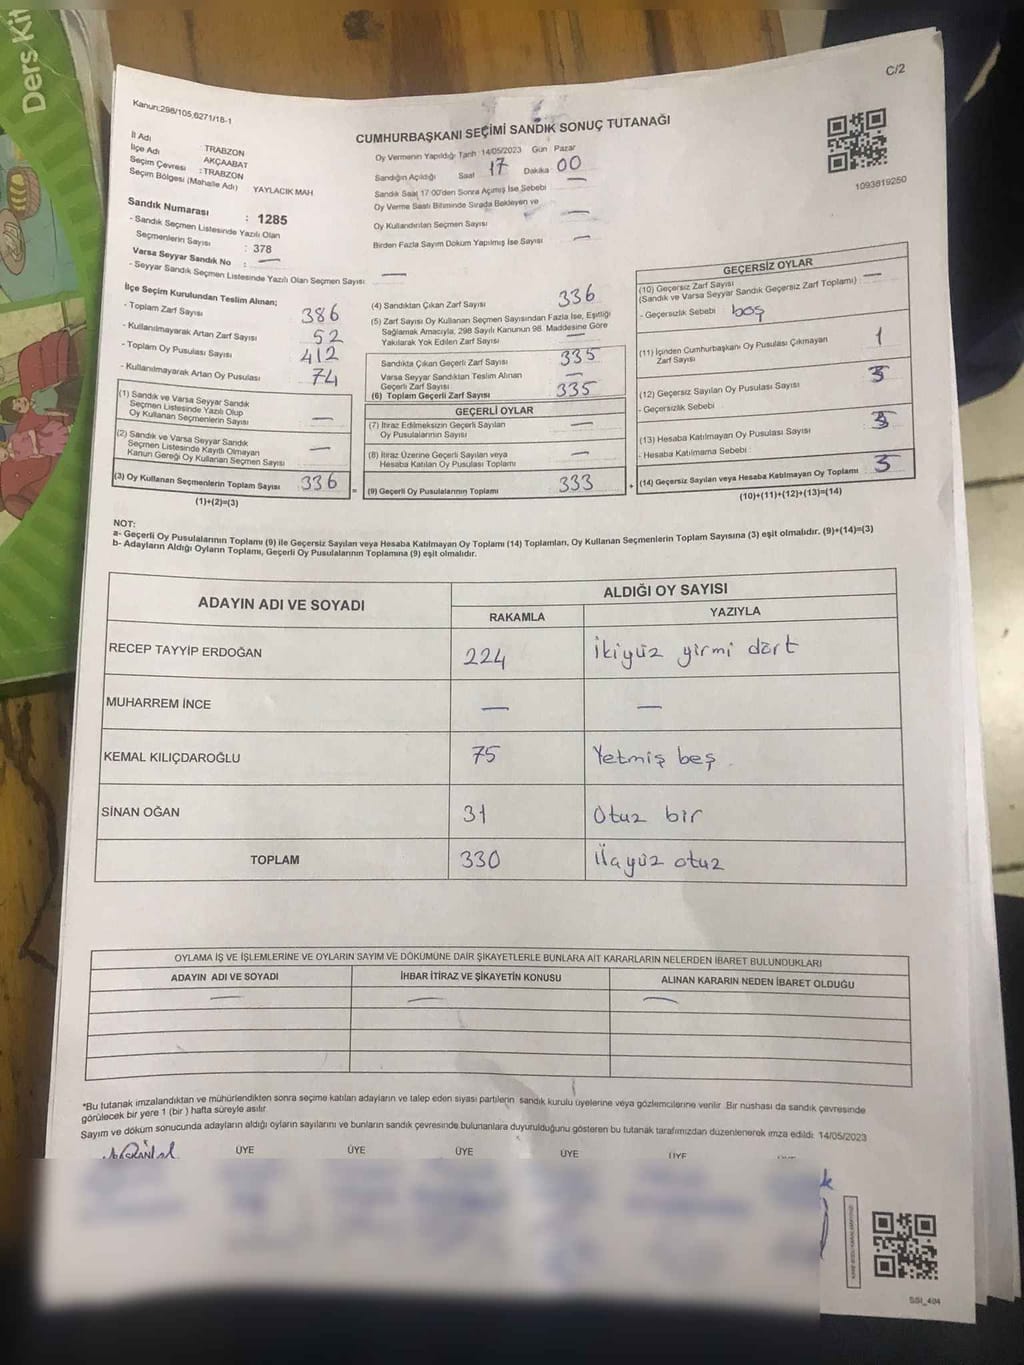 Ders Kit
C/2
Kanun:298/105,6271/18-1
CUMHURBAŞKANI SEÇİMİ SANDIK SONUÇ TUTANAĞI
1093619250
İl Adı : TRABZON
İlçe Adı AKÇAABAT
Seçim Çevresi : TRABZON
Seçim Bölgesi (Mahalle Adı) YAYLACIK MAH
Sandık Numarası : 1285
- Sandık Seçmen Listesinde Yazılı Olan
Seçmenlerin Sayısı : 378
Varsa Seyyar Sandık No : —
- Seyyar Sandık Seçmen Listesinde Yazılı Olan Seçmen Sayısı: —
Oy Vermenin Yapıldığı Tarih 14/05/2023 Gün Pazar
Sandığın Açıldığı Saat 17 Dakika 00
Sandık Saat 17:00'den Sonra Açılmış İse Sebebi —
Oy Verme Saati Bitiminde Sırada Bekleyen ve
Oy Kullandırılan Seçmen Sayısı —
Birden Fazla Sayım Döküm Yapılmış İse Sayısı —
İlçe Seçim Kurulundan Teslim Alınan;
- Toplam Zarf Sayısı 386
- Kullanılmayarak Artan Zarf Sayısı 52
- Toplam Oy Pusulası Sayısı 412
- Kullanılmayarak Artan Oy Pusulası 74
(1) Sandık ve Varsa Seyyar Sandık
Seçmen Listesinde Yazılı Olup
Oy Kullanan Seçmenlerin Sayısı —
(2) Sandık ve Varsa Seyyar Sandık
Seçmen Listesinde Kayıtlı Olmayan
Kanun Gereği Oy Kullanan Seçmen Sayısı —
(3) Oy Kullanan Seçmenlerin Toplam Sayısı 336 =
(1)+(2)=(3)
(4) Sandıktan Çıkan Zarf Sayısı 336
(5) Zarf Sayısı Oy Kullanan Seçmen Sayısından Fazla İse, Eşitliği
Sağlamak Amacıyla, 298 Sayılı Kanunun 98. Maddesine Göre
Yakılarak Yok Edilen Zarf Sayısı —
Sandıkta Çıkan Geçerli Zarf Sayısı 335
Varsa Seyyar Sandıktan Teslim Alınan
Geçerli Zarf Sayısı —
(6) Toplam Geçerli Zarf Sayısı 335
GEÇERLİ OYLAR
(7) İtiraz Edilmeksizin Geçerli Sayılan
Oy Pusulalarının Sayısı —
(8) İtiraz Üzerine Geçerli Sayılan veya
Hesaba Katılan Oy Pusulası Toplamı —
(9) Geçerli Oy Pusulalarının Toplamı 333 +
GEÇERSİZ OYLAR
(10) Geçersiz Zarf Sayısı
(Sandık ve Varsa Seyyar Sandık Geçersiz Zarf Toplamı) : —
- Geçersizlik Sebebi boş
(11) İçinden Cumhurbaşkanı Oy Pusulası Çıkmayan
Zarf Sayısı 1
(12) Geçersiz Sayılan Oy Pusulası Sayısı
- Geçersizlik Sebebi :
(13) Hesaba Katılmayan Oy Pusulası Sayısı
- Hesaba Katılmama Sebebi :
(14) Geçersiz Sayılan veya Hesaba Katılmayan Oy Toplamı 3
(10)+(11)+(12)+(13)=(14)
NOT:
a- Geçerli Oy Pusulalarının Toplamı (9) ile Geçersiz Sayılan veya Hesaba Katılmayan Oy Toplamı (14) Toplamları, Oy Kullanan Seçmenlerin Toplam Sayısına (3) eşit olmalıdır. (9)+(14)=(3)
b- Adayların Aldığı Oyların Toplamı, Geçerli Oy Pusulalarının Toplamına (9) eşit olmalıdır.
ADAYIN ADI VE SOYADI
ALDIĞI OY SAYISI
RAKAMLA YAZIYLA
RECEP TAYYİP ERDOĞAN 224 İkiyüz yirmi dört
MUHARREM İNCE — —
KEMAL KILIÇDAROĞLU 75 Yetmiş beş
SİNAN OĞAN 31 Otuz bir
TOPLAM 330 otuz
OYLAMA İŞ VE İŞLEMLERİNE VE OYLARIN SAYIM VE DÖKÜMÜNE DAİR ŞİKAYETLERLE BUNLARA AİT KARARLARIN NELERDEN İBARET BULUNDUKLARI
ADAYIN ADI VE SOYADI İHBAR İTİRAZ VE ŞİKAYETİN KONUSU ALINAN KARARIN NEDEN İBARET OLDUĞU
— — —
*Bu tutanak imzalandıktan ve mühürlendikten sonra seçime katılan adayların ve talep eden siyasi partilerin sandık kurulu üyelerine veya gözlemcilerine verilir. Bir nüshası da sandık çevresinde
görülecek bir yere 1 (bir ) hafta süreyle asılır.
Sayım ve döküm sonucunda adayların aldığı oyların sayılarını ve bunların sandık çevresinde bulunanlara duyurulduğunu gösteren bu tutanak tarafımızdan düzenlenerek imza edildi. 14/05/2023
ÜYE ÜYE ÜYE ÜYE ÜYE